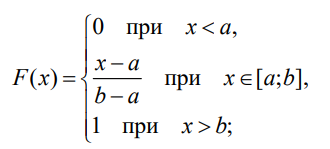 0 при x < a,
F(x) = { (x − a)/(b − a) при x ∈ [a; b],
1 при x > b;